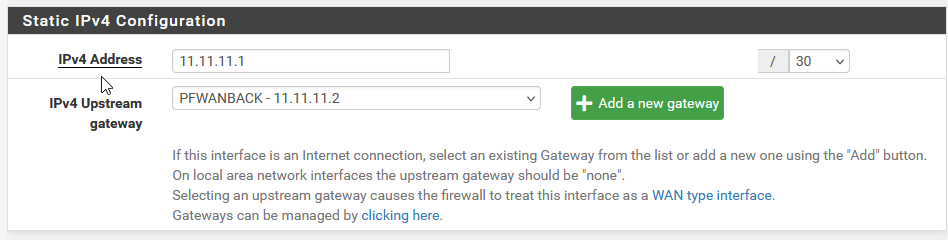 Static IPv4 Configuration
IPv4 Address 11.11.11.1 / 30
IPv4 Upstream gateway PFWANBACK - 11.11.11.2 Add a new gateway
If this interface is an Internet connection, select an existing Gateway from the list or add a new one using the "Add" button.
On local area network interfaces the upstream gateway should be "none".
Selecting an upstream gateway causes the firewall to treat this interface as a WAN type interface.
Gateways can be managed by clicking here.